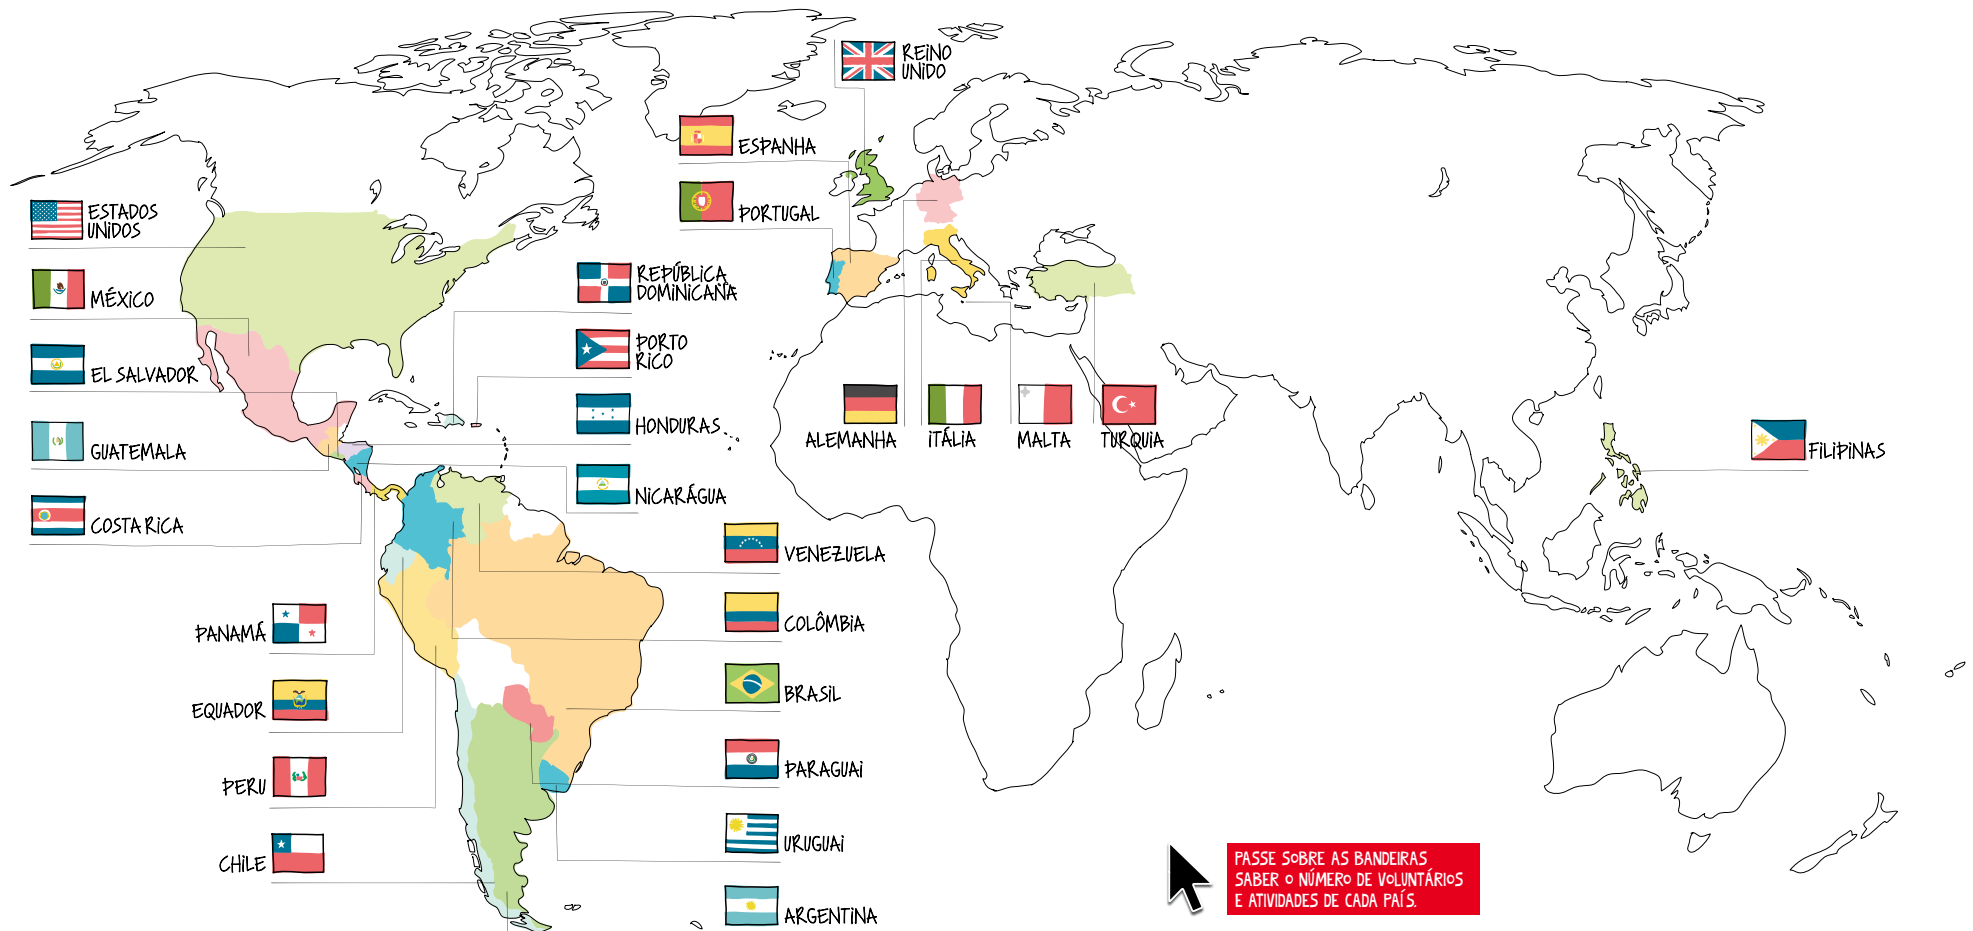 REINO
UNIDO
ESPANHA
PORTUGAL
ESTADOS
UNIDOS
MÉXICO
EL SALVADOR
GUATEMALA
COSTA RICA
REPÚBLICA
DOMINICANA
PORTO
RICO
HONDURAS
NICARÁGUA
ALEMANHA
ITÁLIA
MALTA
TURQUIA
FILIPINAS
VENEZUELA
COLÔMBIA
BRASIL
PARAGUAI
URUGUAI
ARGENTINA
PANAMÁ
EQUADOR
PERU
CHILE
PASSE SOBRE AS BANDEIRAS
SABER O NÚMERO DE VOLUNTÁRIOS
E ATIVIDADES DE CADA PAÍS.